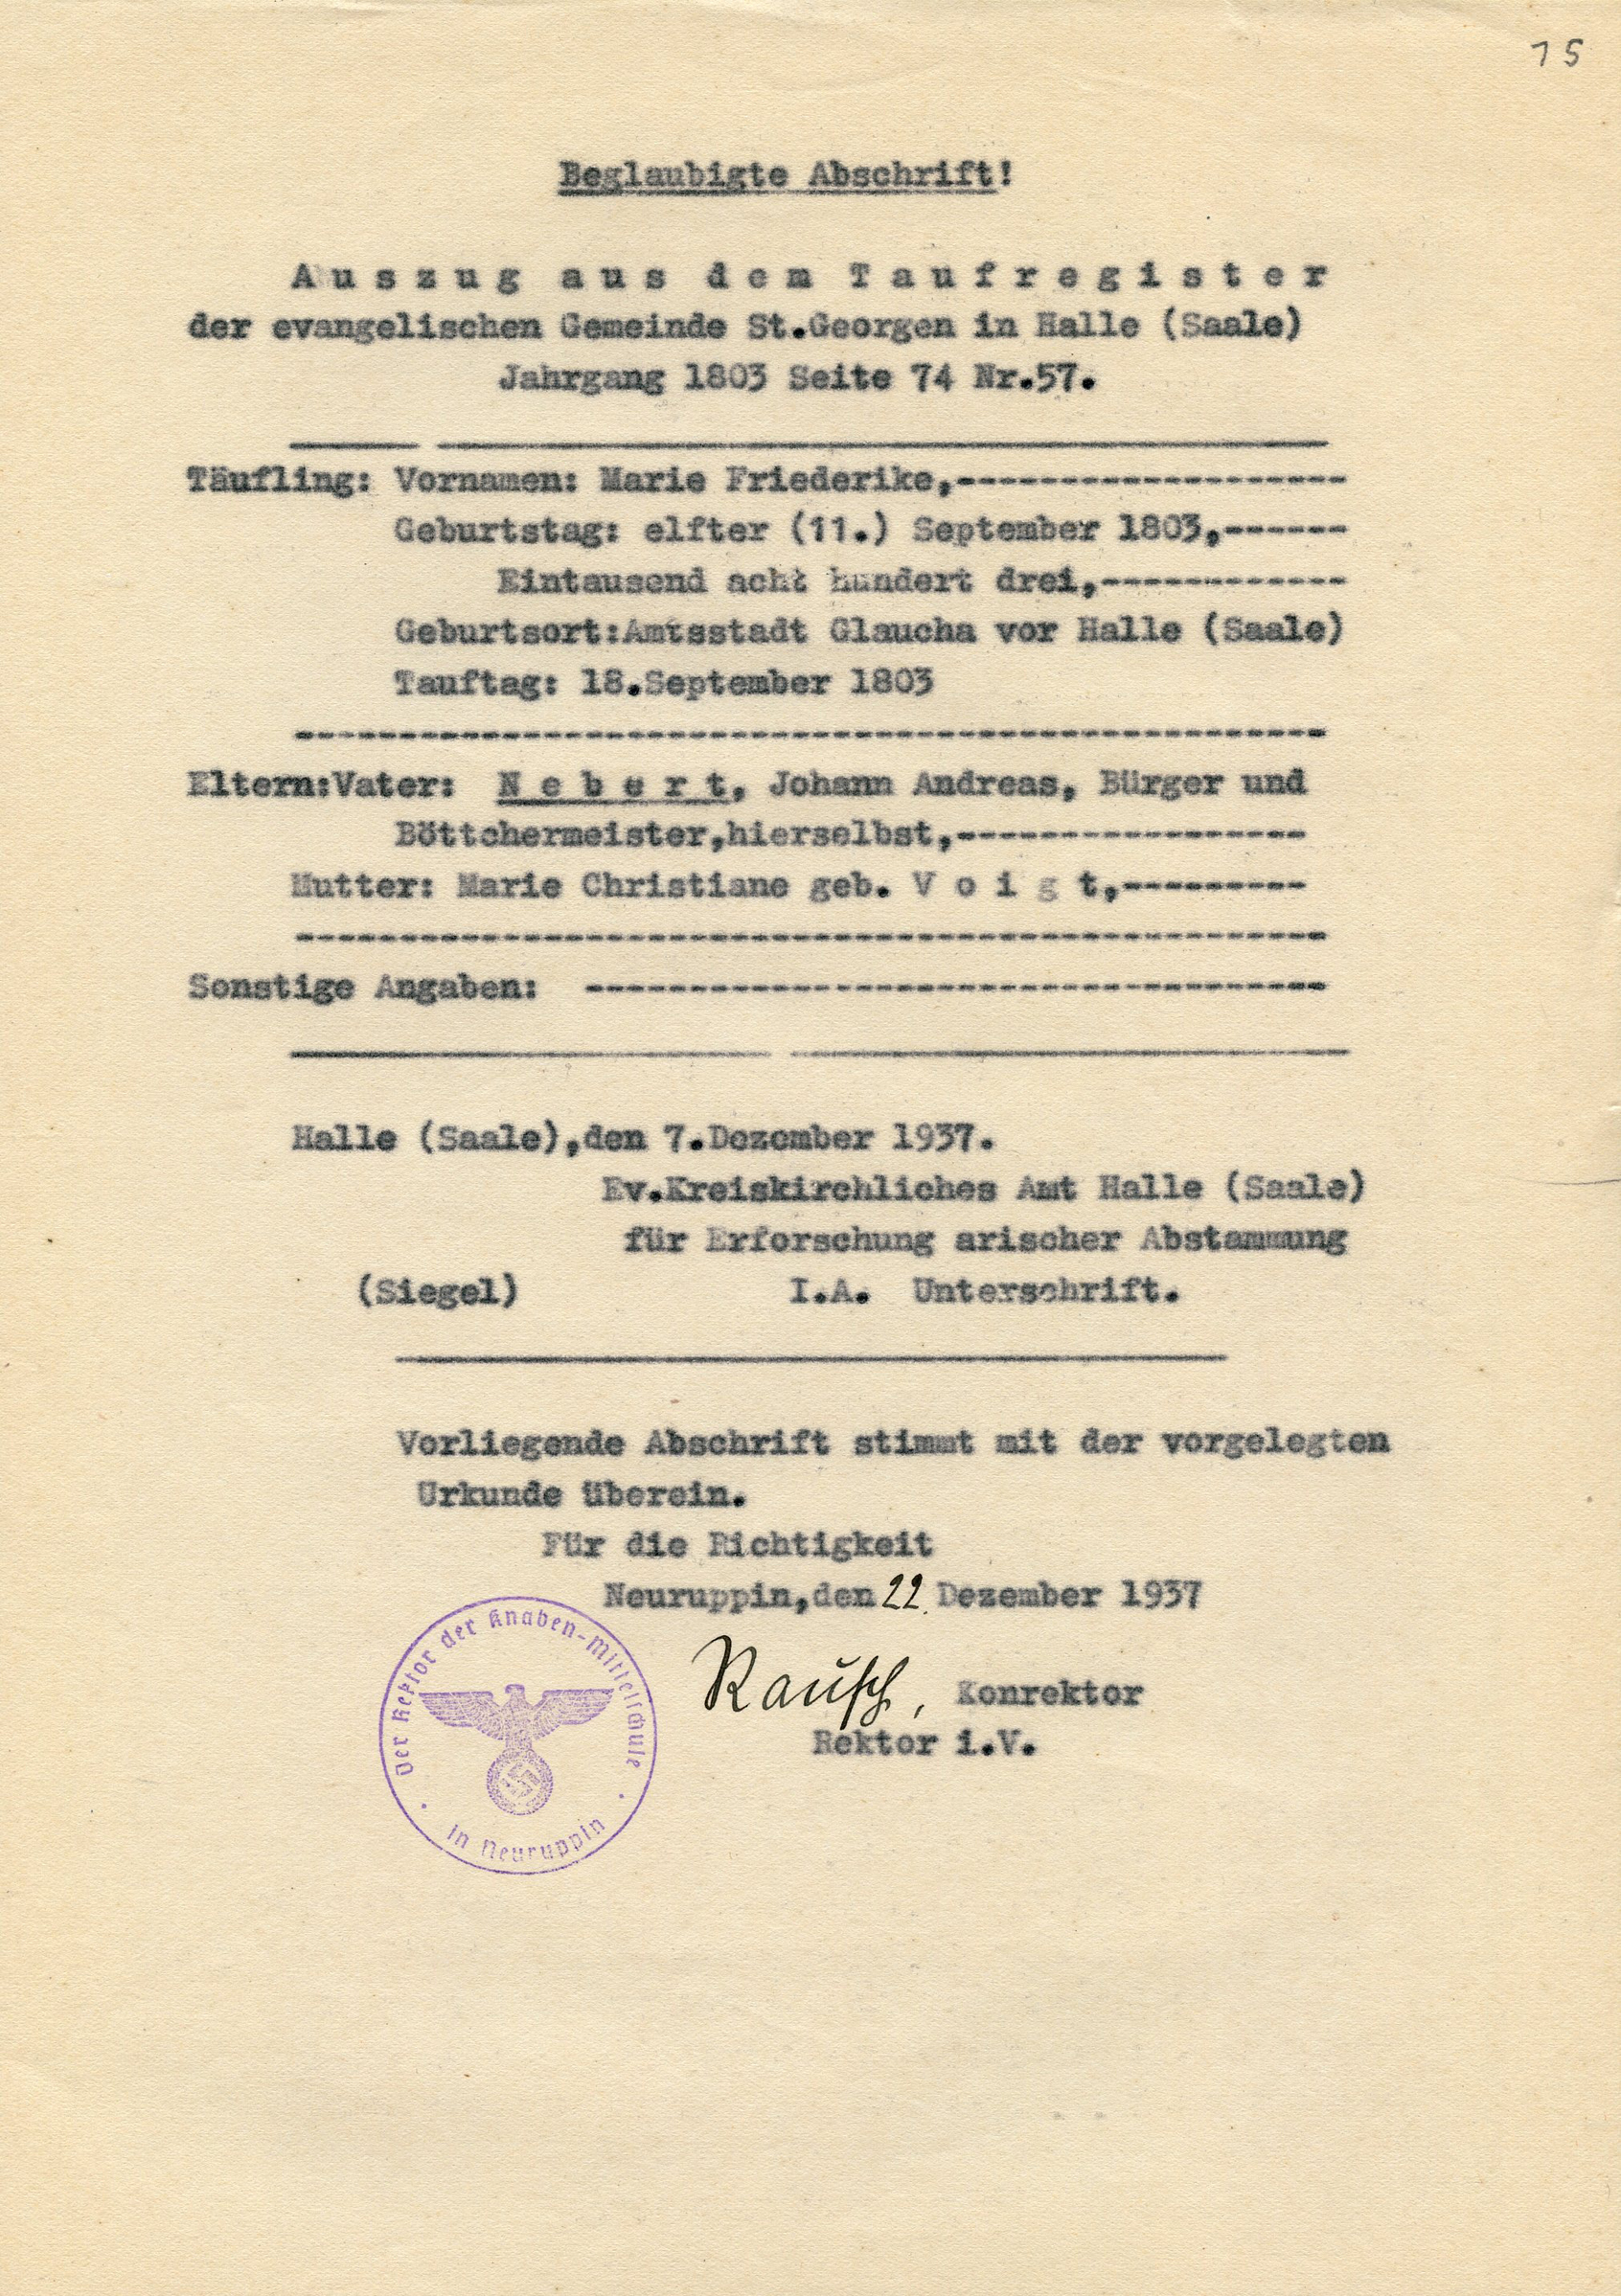 15
Beglaubigte Abschrift!
Auszug aus dem Taufregister
der evangelischen Gemeinde St.Georgen in Halle (Saale)
Jahrgang 1803 Seite 74 Nr.57.
Täufling: Vornamen: Marie Friederike,-------------------
Geburtstag: elfter (11.) September 1803,------
Eintausend acht hundert drei,------------
Geburtsort:Amtsstadt Glaucha vor Halle (Saale)
Tauftag: 18.September 1803
Eltern:Vater: N e b e r t, Johann Andreas, Bürger und
Böttchermeister,hierselbst,-----------------
Mutter: Marie Christiane geb. V o i g t,---------
Sonstige Angaben: ------------------------------------
Halle (Saale),den 7.Dezember 1937.
Ev.Kreiskirchliches Amt Halle (Saale)
für Erforschung arischer Abstammung
(Siegel) I.A. Unterschrift.
Vorliegende Abschrift stimmt mit der vorgelegten
Urkunde überein.
Für die Richtigkeit
Neuruppin,den 22. Dezember 1937
Rausch, Konrektor
Rektor i.V.
Der Rektor der Knaben-Mittelschule
in Neuruppin